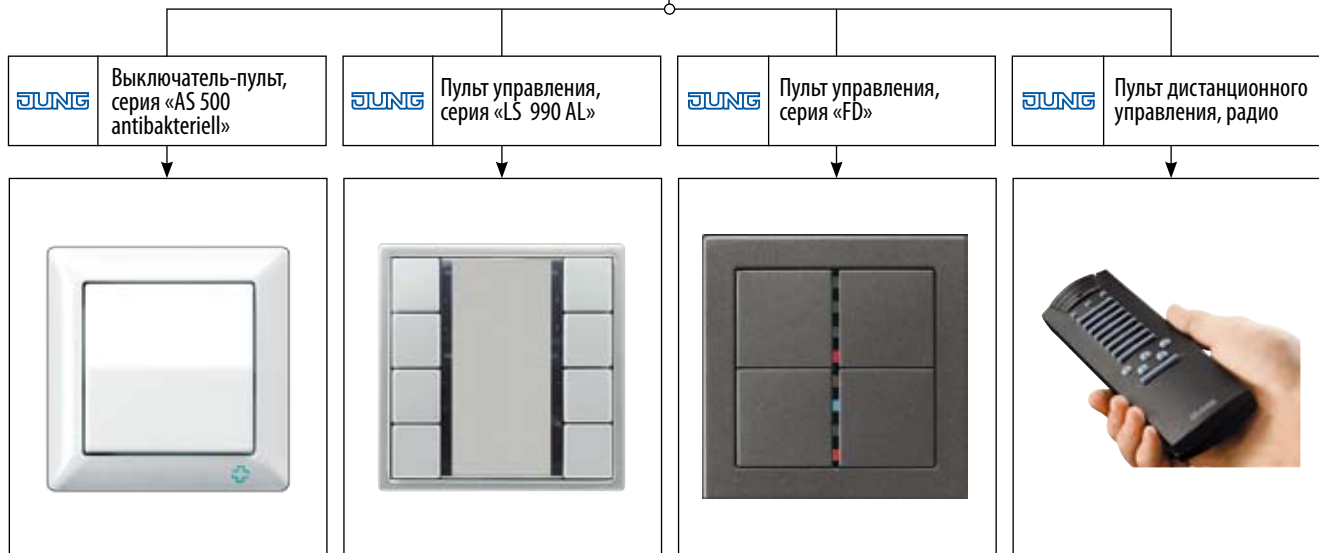 JUNG
Выключатель-пульт,
серия «AS 500
antibakteriell»
JUNG
Пульт управления,
серия «LS 990 AL»
JUNG
Пульт управления,
серия «FD»
JUNG
Пульт дистанционного
управления, радио